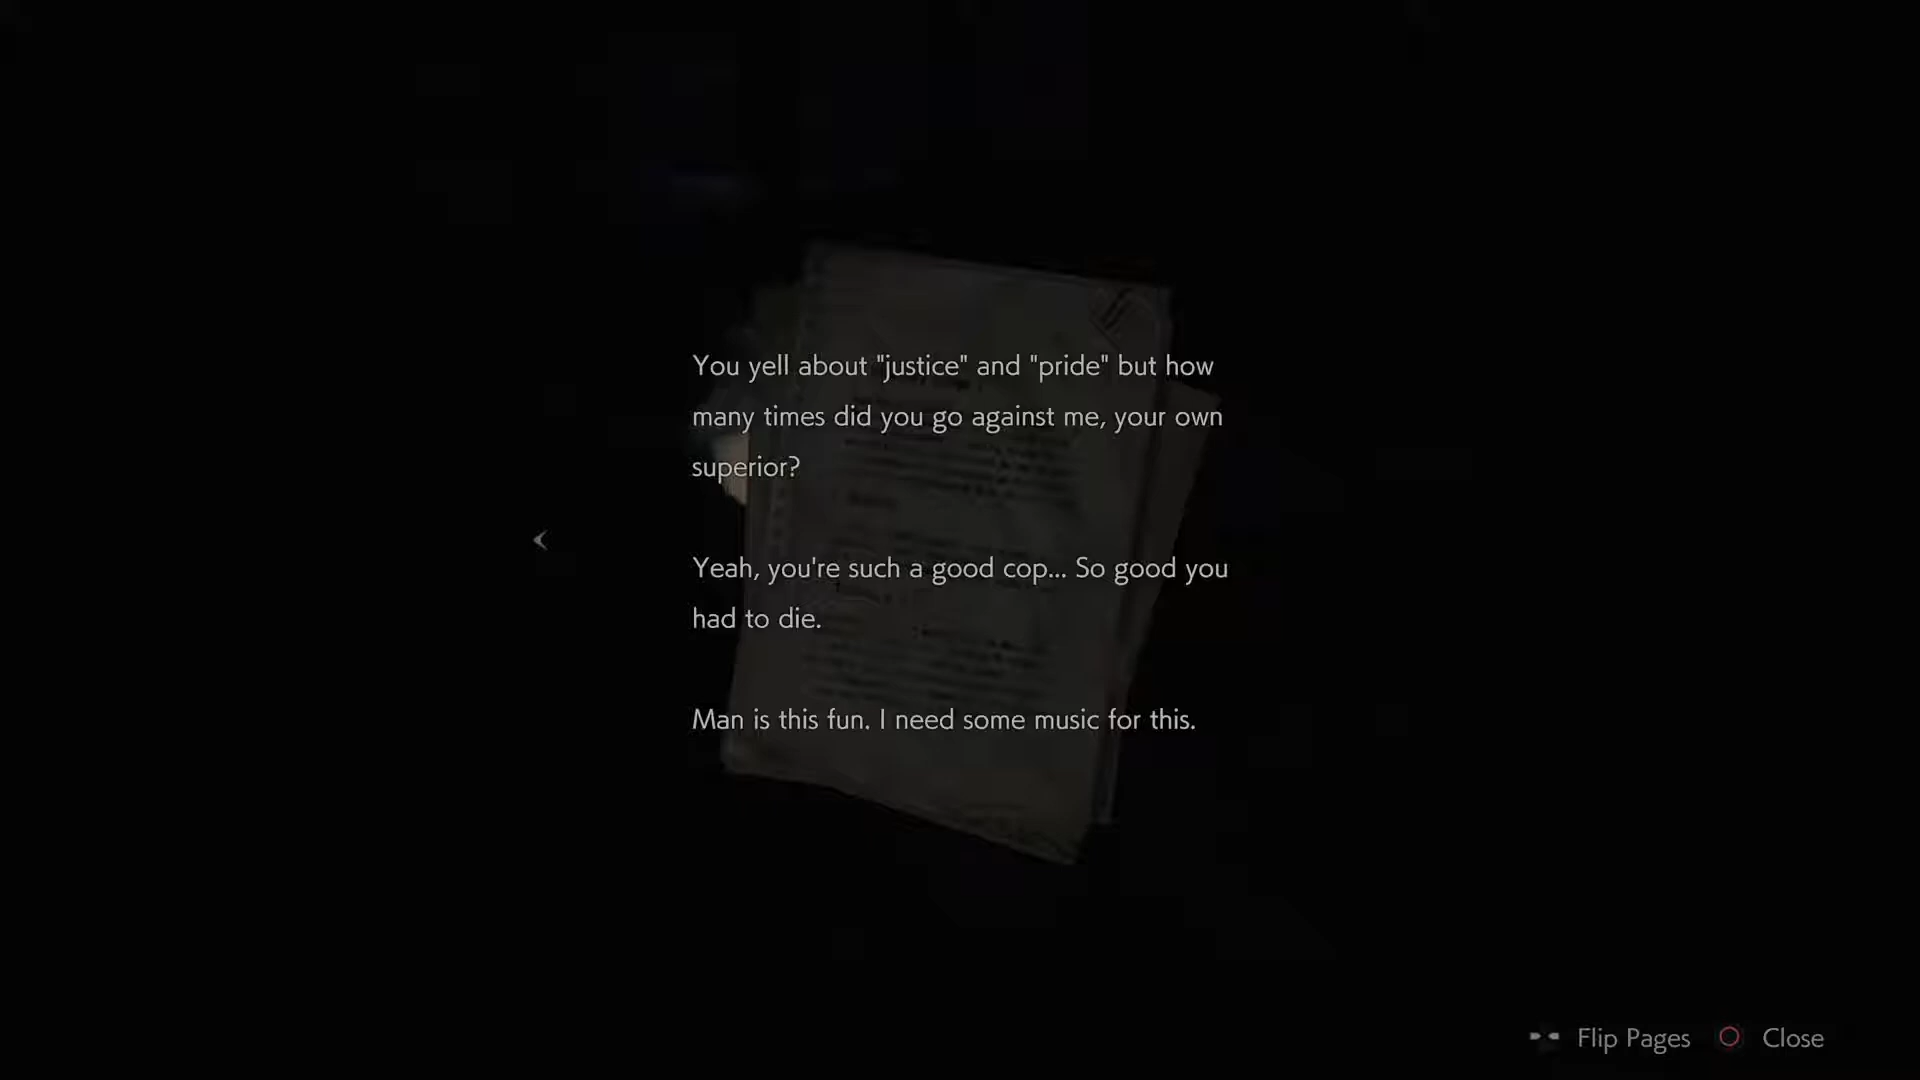 You yell about "justice" and "pride" but how
many times did you go against me, your own
superior?
Yeah, you're such a good cop... So good you
had to die.
Man is this fun. I need some music for this.
Flip Pages
Close